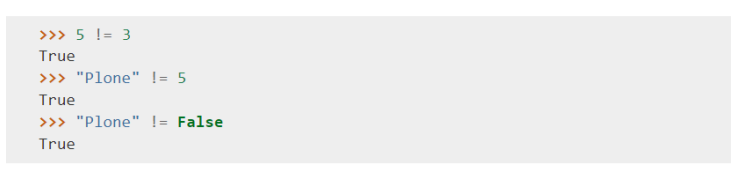 >>> 5 != 3
True
>>> "Plone" != 5
True
>>> "Plone" != False
True